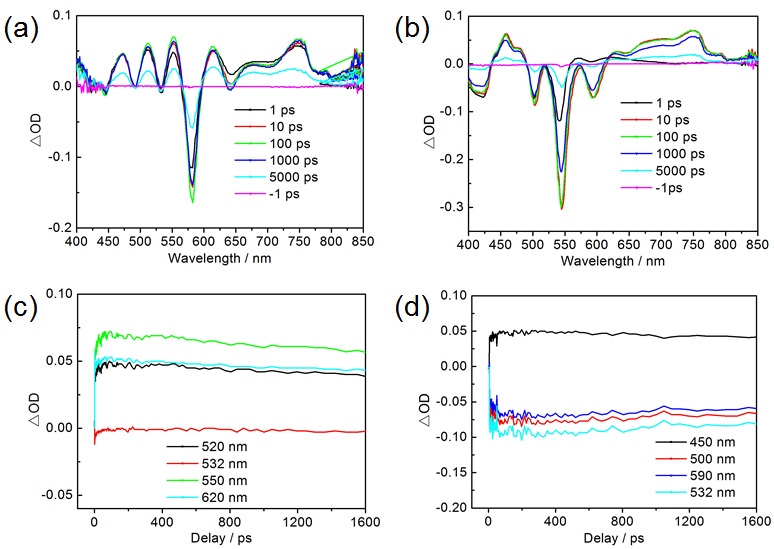 (a)
0.1
0.0
-0.1
-0.2
△OD
1 ps
10 ps
100 ps
1000 ps
5000 ps
-1 ps
400 450 500 550 600 650 700 750 800 850
Wavelength / nm
(b)
0.1
0.0
-0.1
-0.2
-0.3
△OD
1 ps
10 ps
100 ps
1000 ps
5000 ps
-1ps
400 450 500 550 600 650 700 750 800 850
Wavelength / nm
(c)
0.10
0.05
0.00
-0.05
△OD
520 nm
532 nm
550 nm
620 nm
0 400 800 1200 1600
Delay / ps
(d)
0.10
0.05
0.00
-0.05
-0.10
-0.15
-0.20
△OD
450 nm
500 nm
590 nm
532 nm
0 400 800 1200 1600
Delay / ps